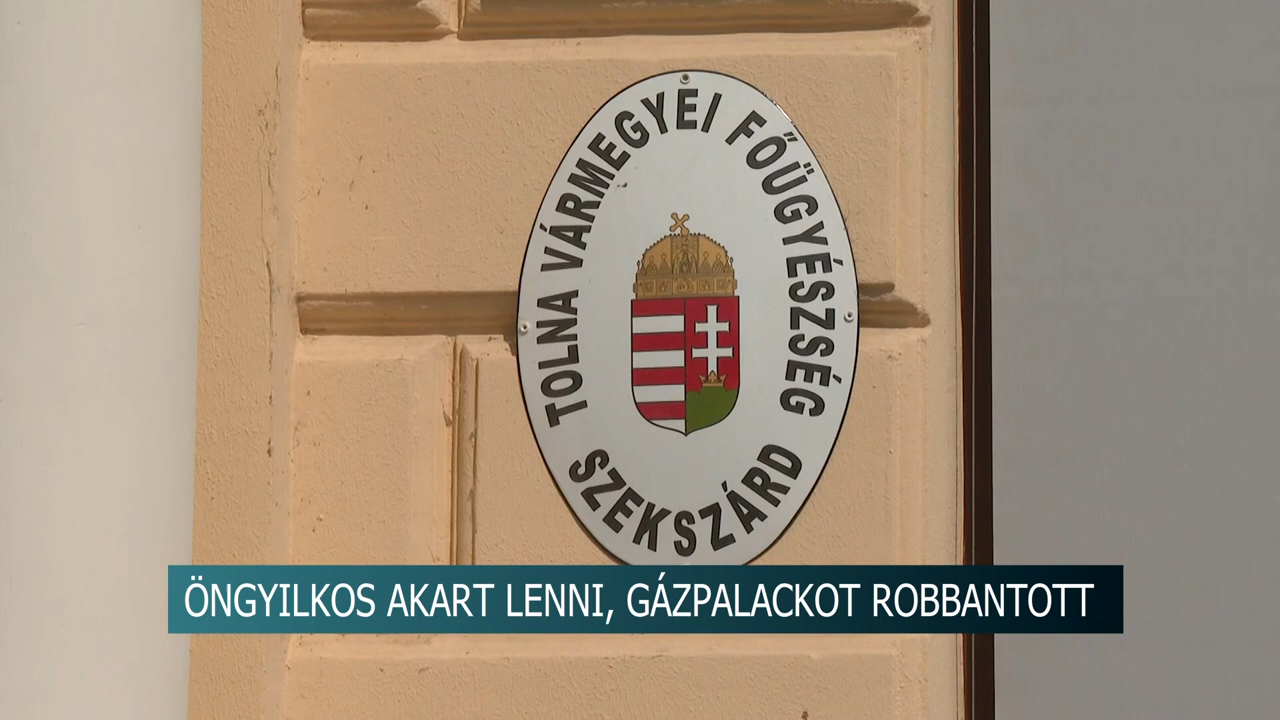 TOLNA VÁRMEGYEI FŐÜGYÉSZSÉG
SZEKSZÁRD
ÖNGYILKOS AKART LENNI, GÁZPALACKOT ROBBANTOTT